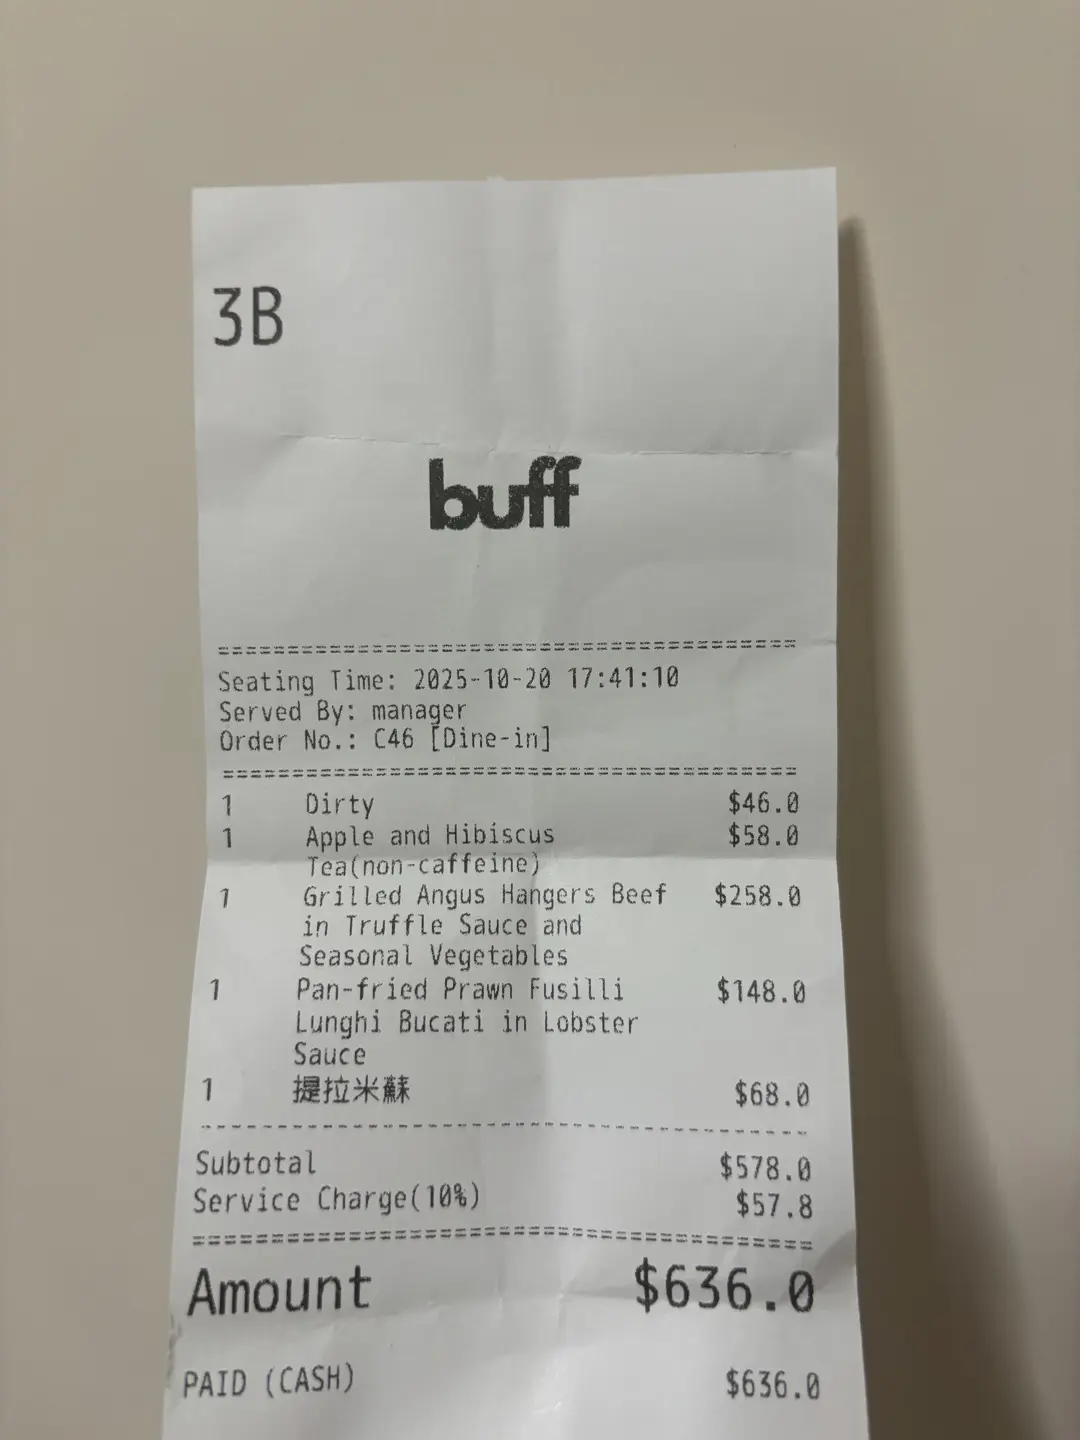 3B
buff
==========================================
Seating Time: 2025-10-20 17:41:10
Served By: manager
Order No.: C46 [Dine-in]
==========================================
1 Dirty $46.0
1 Apple and Hibiscus $58.0
Tea(non-caffeine)
1 Grilled Angus Hangers Beef $258.0
in Truffle Sauce and
Seasonal Vegetables
1 Pan-fried Prawn Fusilli $148.0
Lunghi Bucati in Lobster
Sauce
1 提拉米蘇 $68.0
------------------------------------------
Subtotal $578.0
Service Charge(10%) $57.8
==========================================
Amount $636.0
PAID (CASH) $636.0